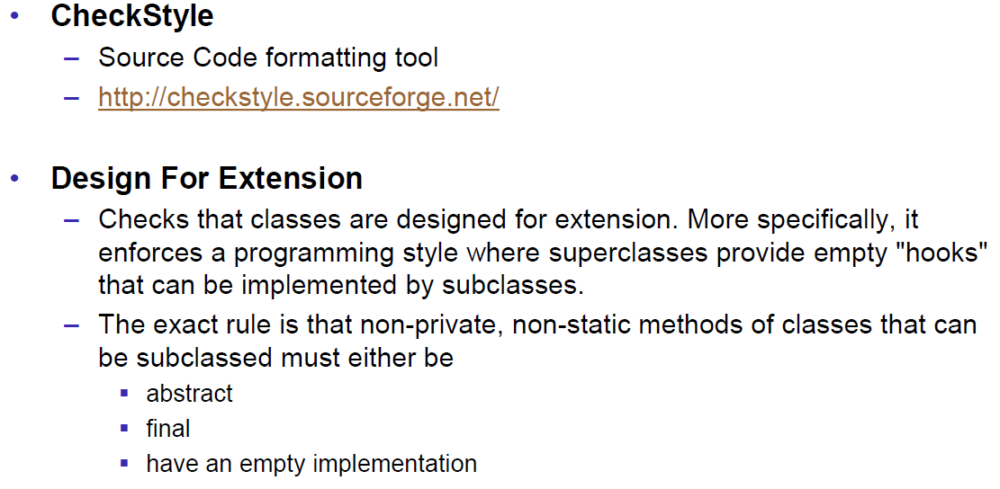 • CheckStyle
– Source Code formatting tool
– http://checkstyle.sourceforge.net/
• Design For Extension
– Checks that classes are designed for extension. More specifically, it
enforces a programming style where superclasses provide empty "hooks"
that can be implemented by subclasses.
– The exact rule is that non-private, non-static methods of classes that can
be subclassed must either be
▪ abstract
▪ final
▪ have an empty implementation